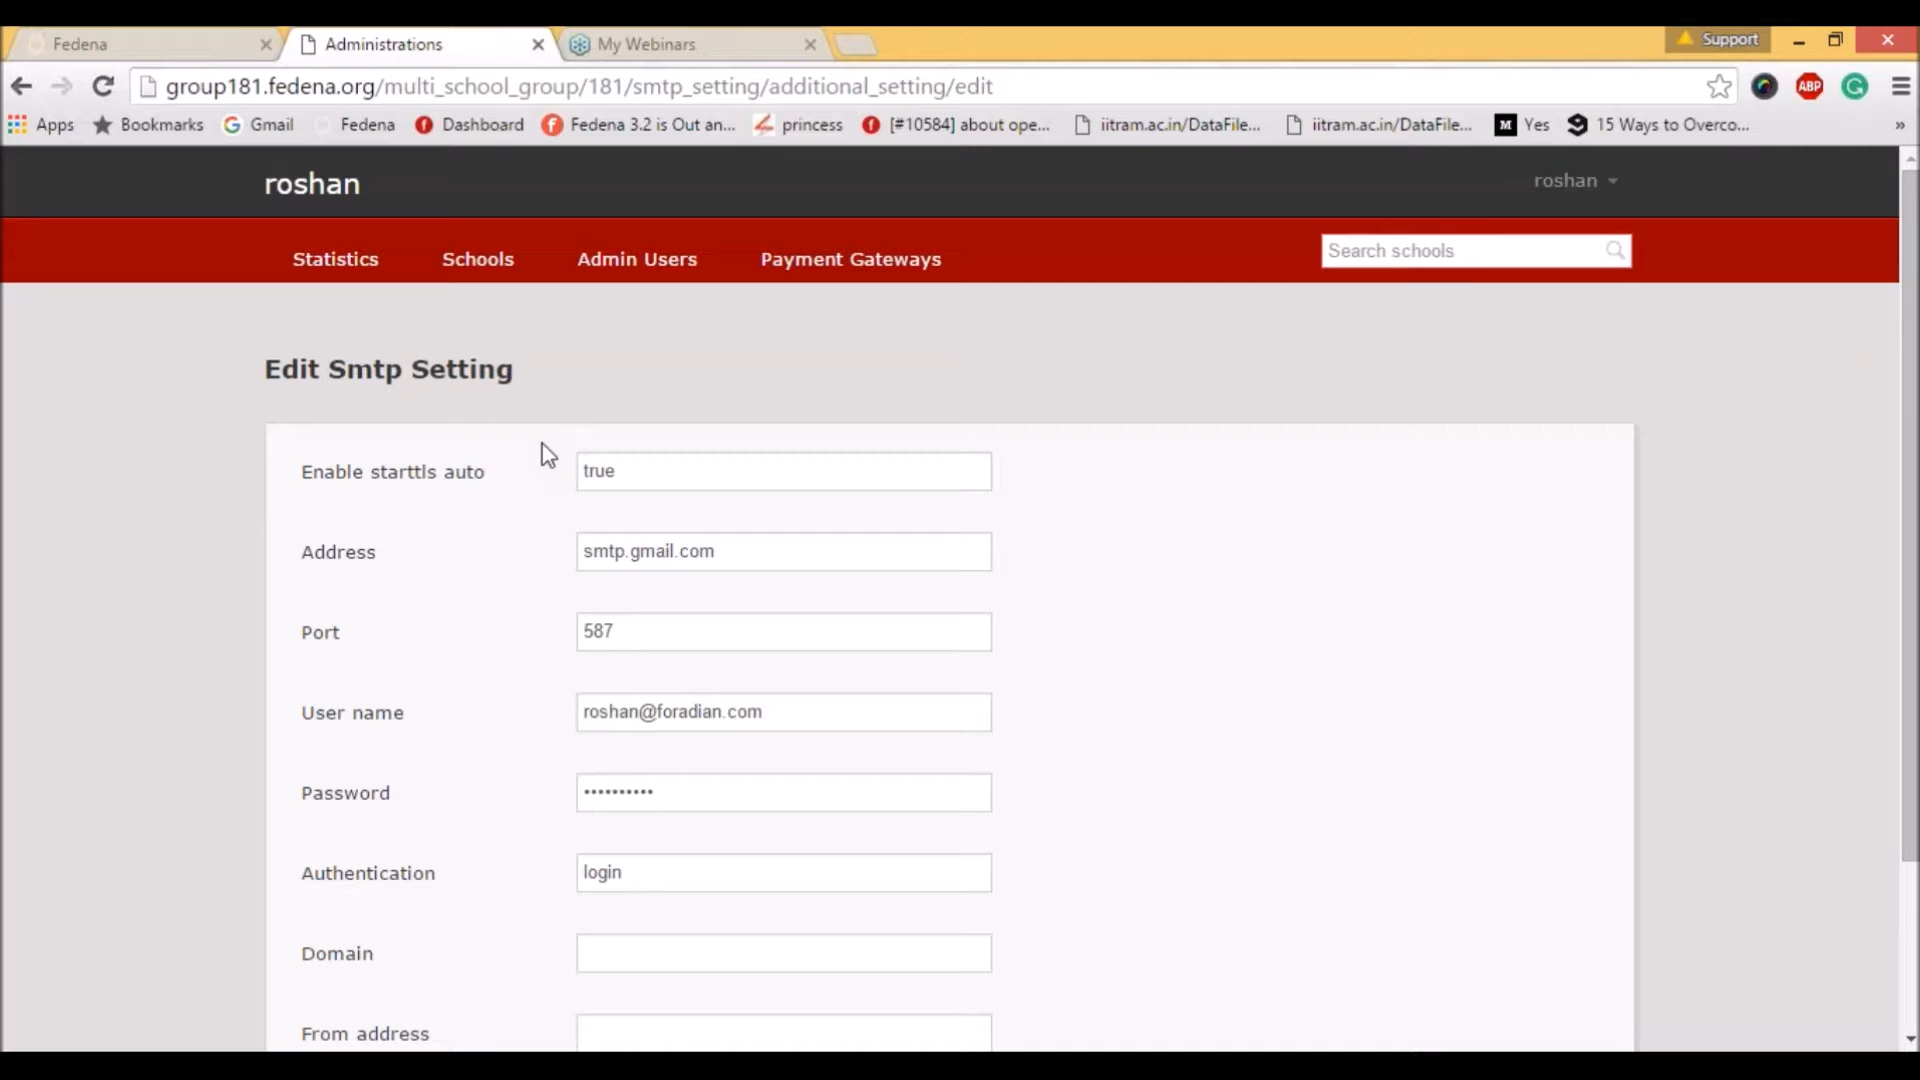 Fedena
Administrations
My Webinars
Support
group181.fedena.org/multi_school_group/181/smtp_setting/additional_setting/edit
ABP
Apps
Bookmarks
Gmail
Fedena
Dashboard
Fedena 3.2 is Out an...
princess
[#10584] about ope...
iitram.ac.in/DataFile...
iitram.ac.in/DataFile...
M Yes
15 Ways to Overco...
»
roshan
roshan
Statistics
Schools
Admin Users
Payment Gateways
Search schools
Edit Smtp Setting
Enable starttls auto
true
Address
smtp.gmail.com
Port
587
User name
roshan@foradian.com
Password
••••••••••
Authentication
login
Domain
From address